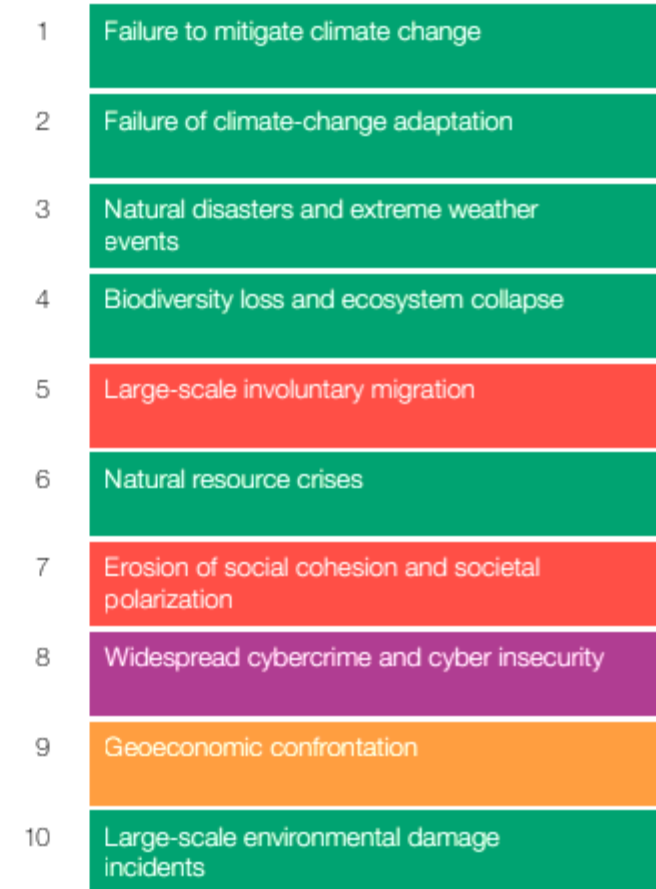 1 Failure to mitigate climate change
2 Failure of climate-change adaptation
3 Natural disasters and extreme weather
events
4 Biodiversity loss and ecosystem collapse
5 Large-scale involuntary migration
6 Natural resource crises
7 Erosion of social cohesion and societal
polarization
8 Widespread cybercrime and cyber insecurity
9 Geoeconomic confrontation
10 Large-scale environmental damage
incidents